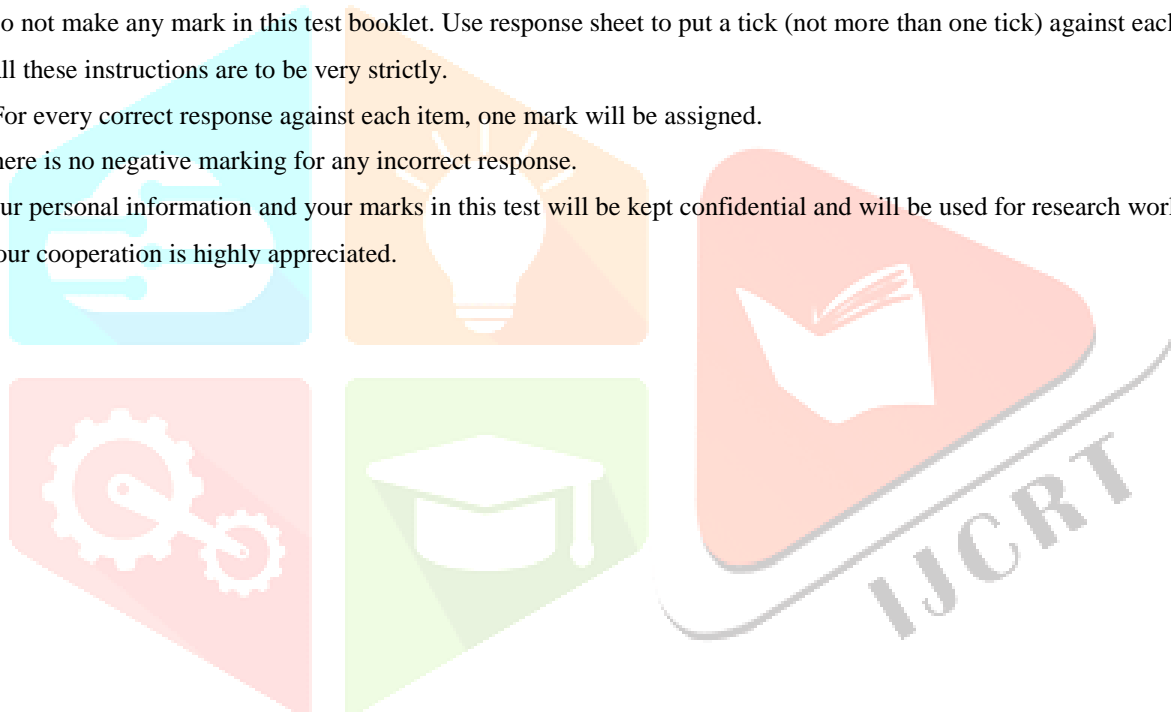 o not make any mark in this test booklet. Use response sheet to put a tick (not more than one tick) against each
ll these instructions are to be very strictly.
For every correct response against each item, one mark will be assigned.
here is no negative marking for any incorrect response.
ur personal information and your marks in this test will be kept confidential and will be used for research wor
our cooperation is highly appreciated.
IJCRT